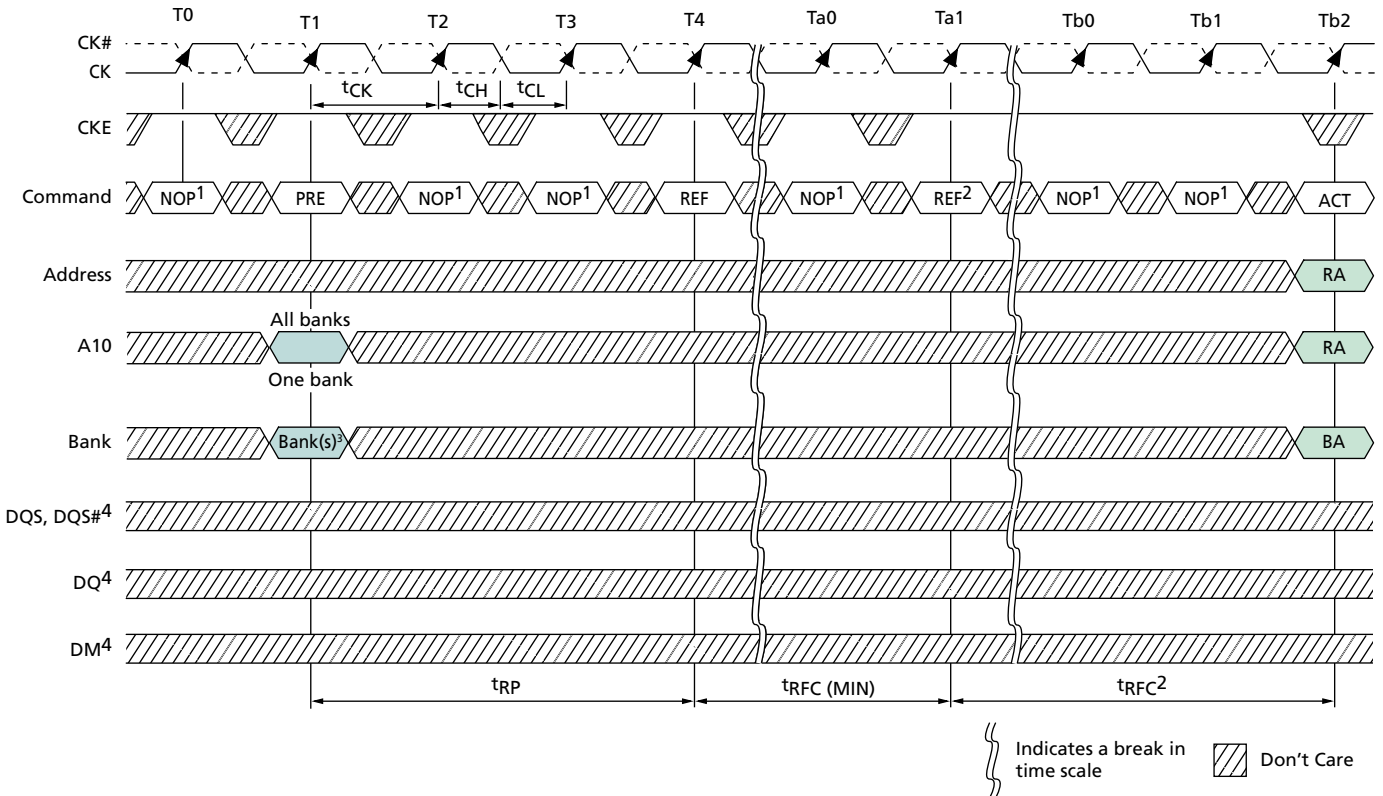 T0 T1 T2 T3 T4 Ta0 Ta1 Tb0 Tb1 Tb2
CK#
CK
tCK tCH tCL
CKE
Command NOP1 PRE NOP1 NOP1 REF NOP1 REF2 NOP1 NOP1 ACT
Address RA
All banks
A10 RA
One bank
Bank Bank(s)3 BA
DQS, DQS#4
DQ4
DM4
tRP tRFC (MIN) tRFC2
Indicates a break in
time scale
Don't Care